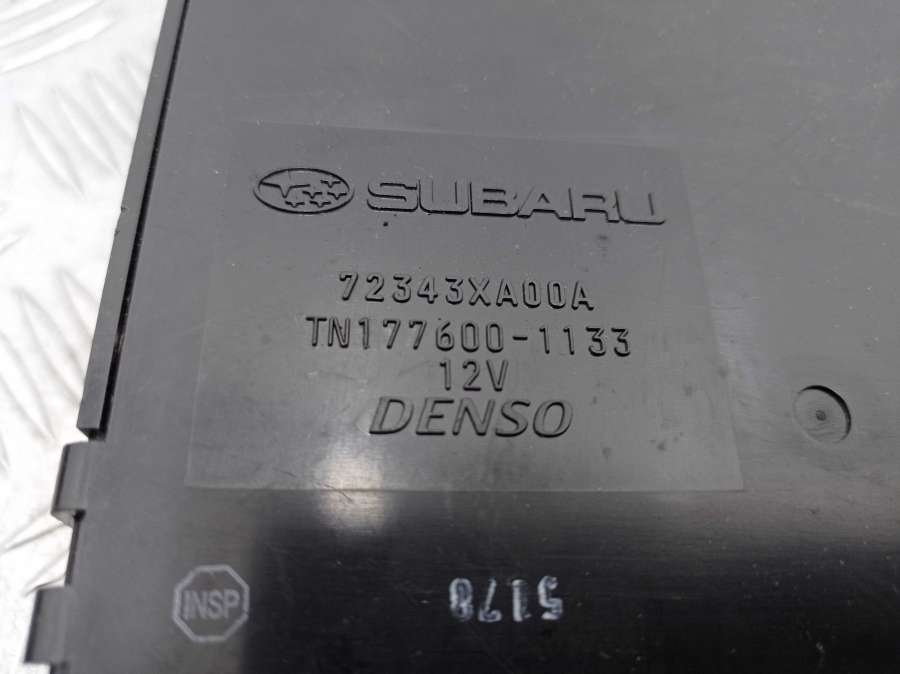 SUBARU
72343XA00A
TN177600-1133
12V
DENSO
INSP
5178